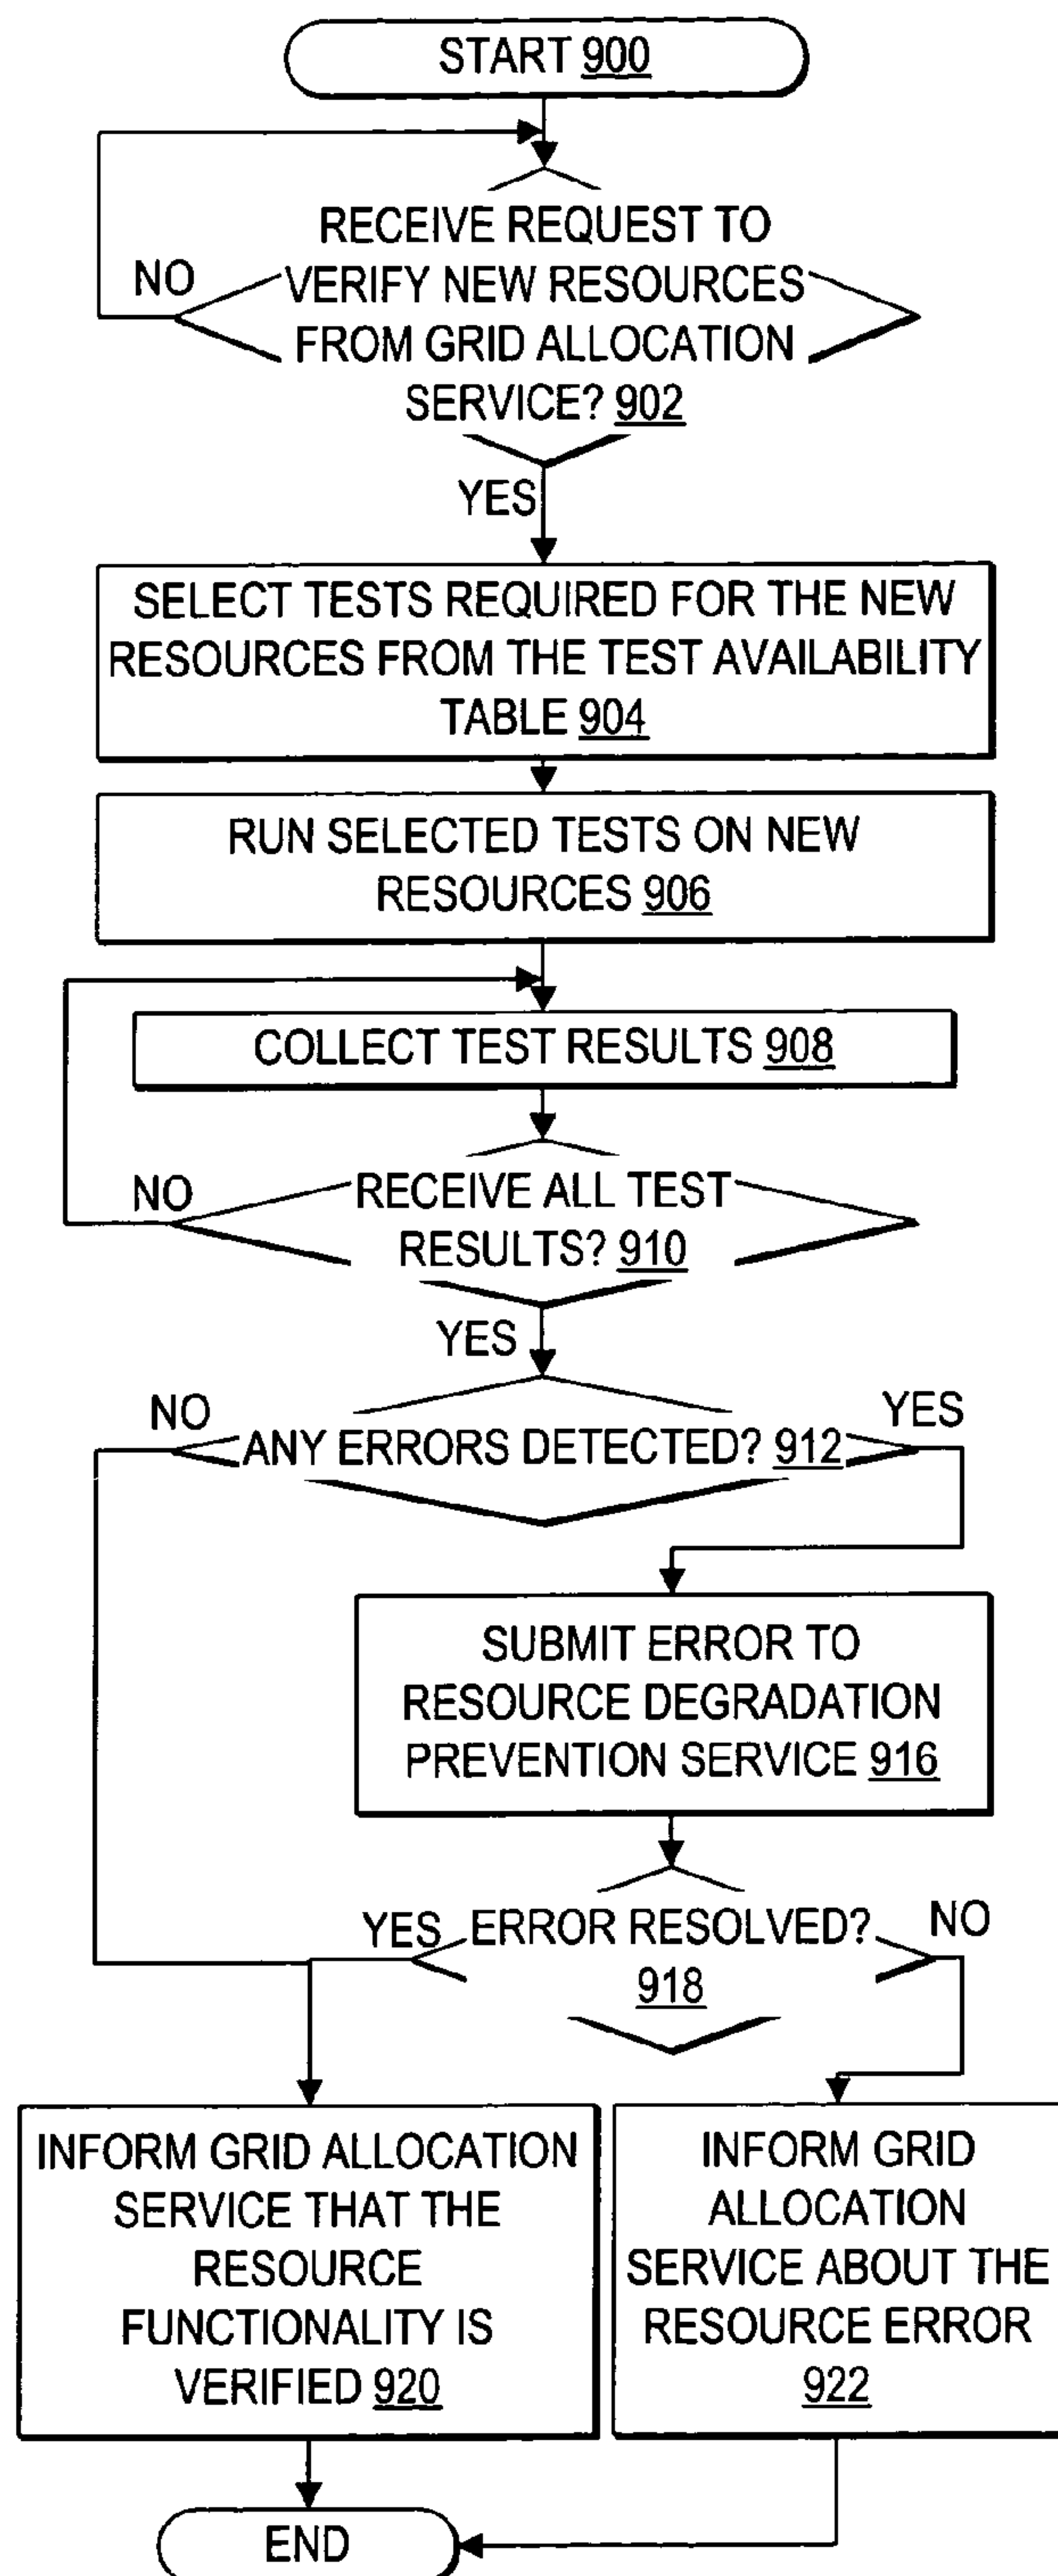 START 900
RECEIVE REQUEST TO
NO
VERIFY NEW RESOURCES
FROM GRID ALLOCATION
SERVICE? 902
YES
SELECT TESTS REQUIRED FOR THE NEW
RESOURCES FROM THE TEST AVAILABILITY
TABLE 904
RUN SELECTED TESTS ON NEW
RESOURCES 906
COLLECT TEST RESULTS 908
NO
RECEIVE ALL TEST
RESULTS? 910
YES
NO
YES
ANY ERRORS DETECTED? 912
SUBMIT ERROR TO
RESOURCE DEGRADATION
PREVENTION SERVICE 916
YES
ERROR RESOLVED?
NO
918
INFORM GRID ALLOCATION
SERVICE THAT THE
RESOURCE
FUNCTIONALITY IS
VERIFIED 920
INFORM GRID
ALLOCATION
SERVICE ABOUT THE
RESOURCE ERROR
922
END